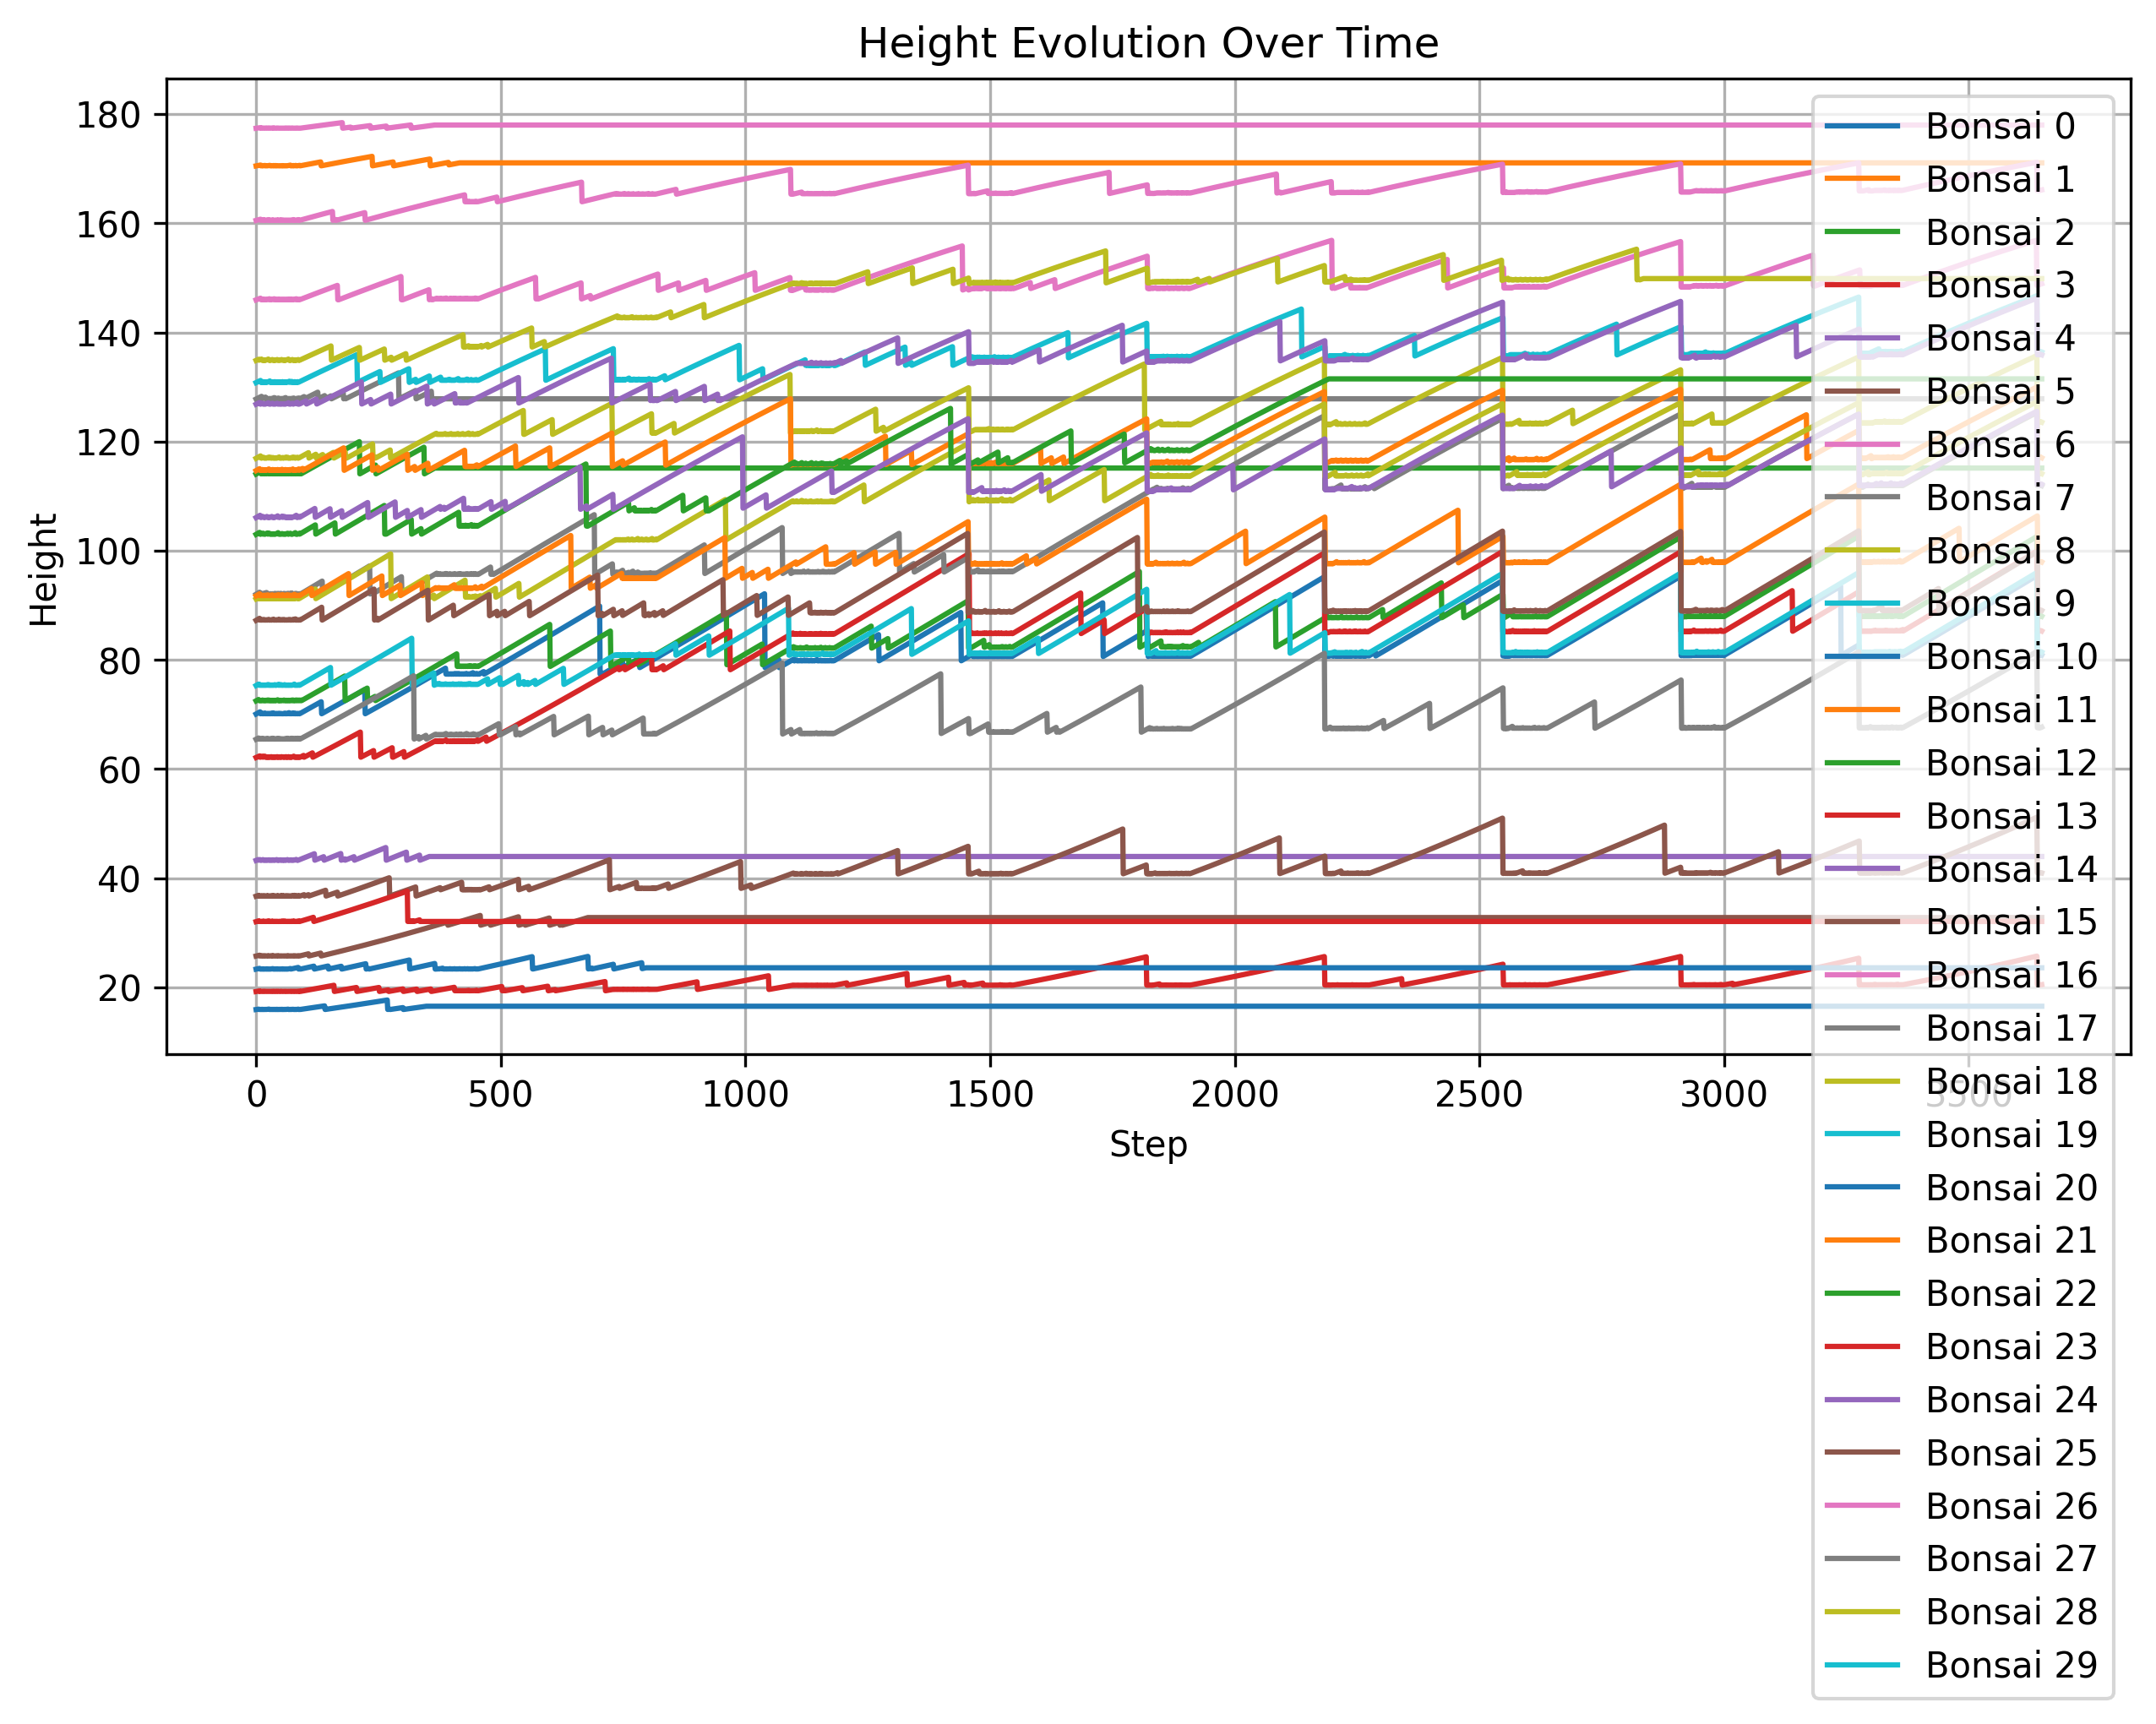 Height Evolution Over Time
Height
180
160
140
120
100
80
60
40
20
0
500
1000
1500
2000
2500
3000
3500
Step
Bonsai 0
Bonsai 1
Bonsai 2
Bonsai 3
Bonsai 4
Bonsai 5
Bonsai 6
Bonsai 7
Bonsai 8
Bonsai 9
Bonsai 10
Bonsai 11
Bonsai 12
Bonsai 13
Bonsai 14
Bonsai 15
Bonsai 16
Bonsai 17
Bonsai 18
Bonsai 19
Bonsai 20
Bonsai 21
Bonsai 22
Bonsai 23
Bonsai 24
Bonsai 25
Bonsai 26
Bonsai 27
Bonsai 28
Bonsai 29